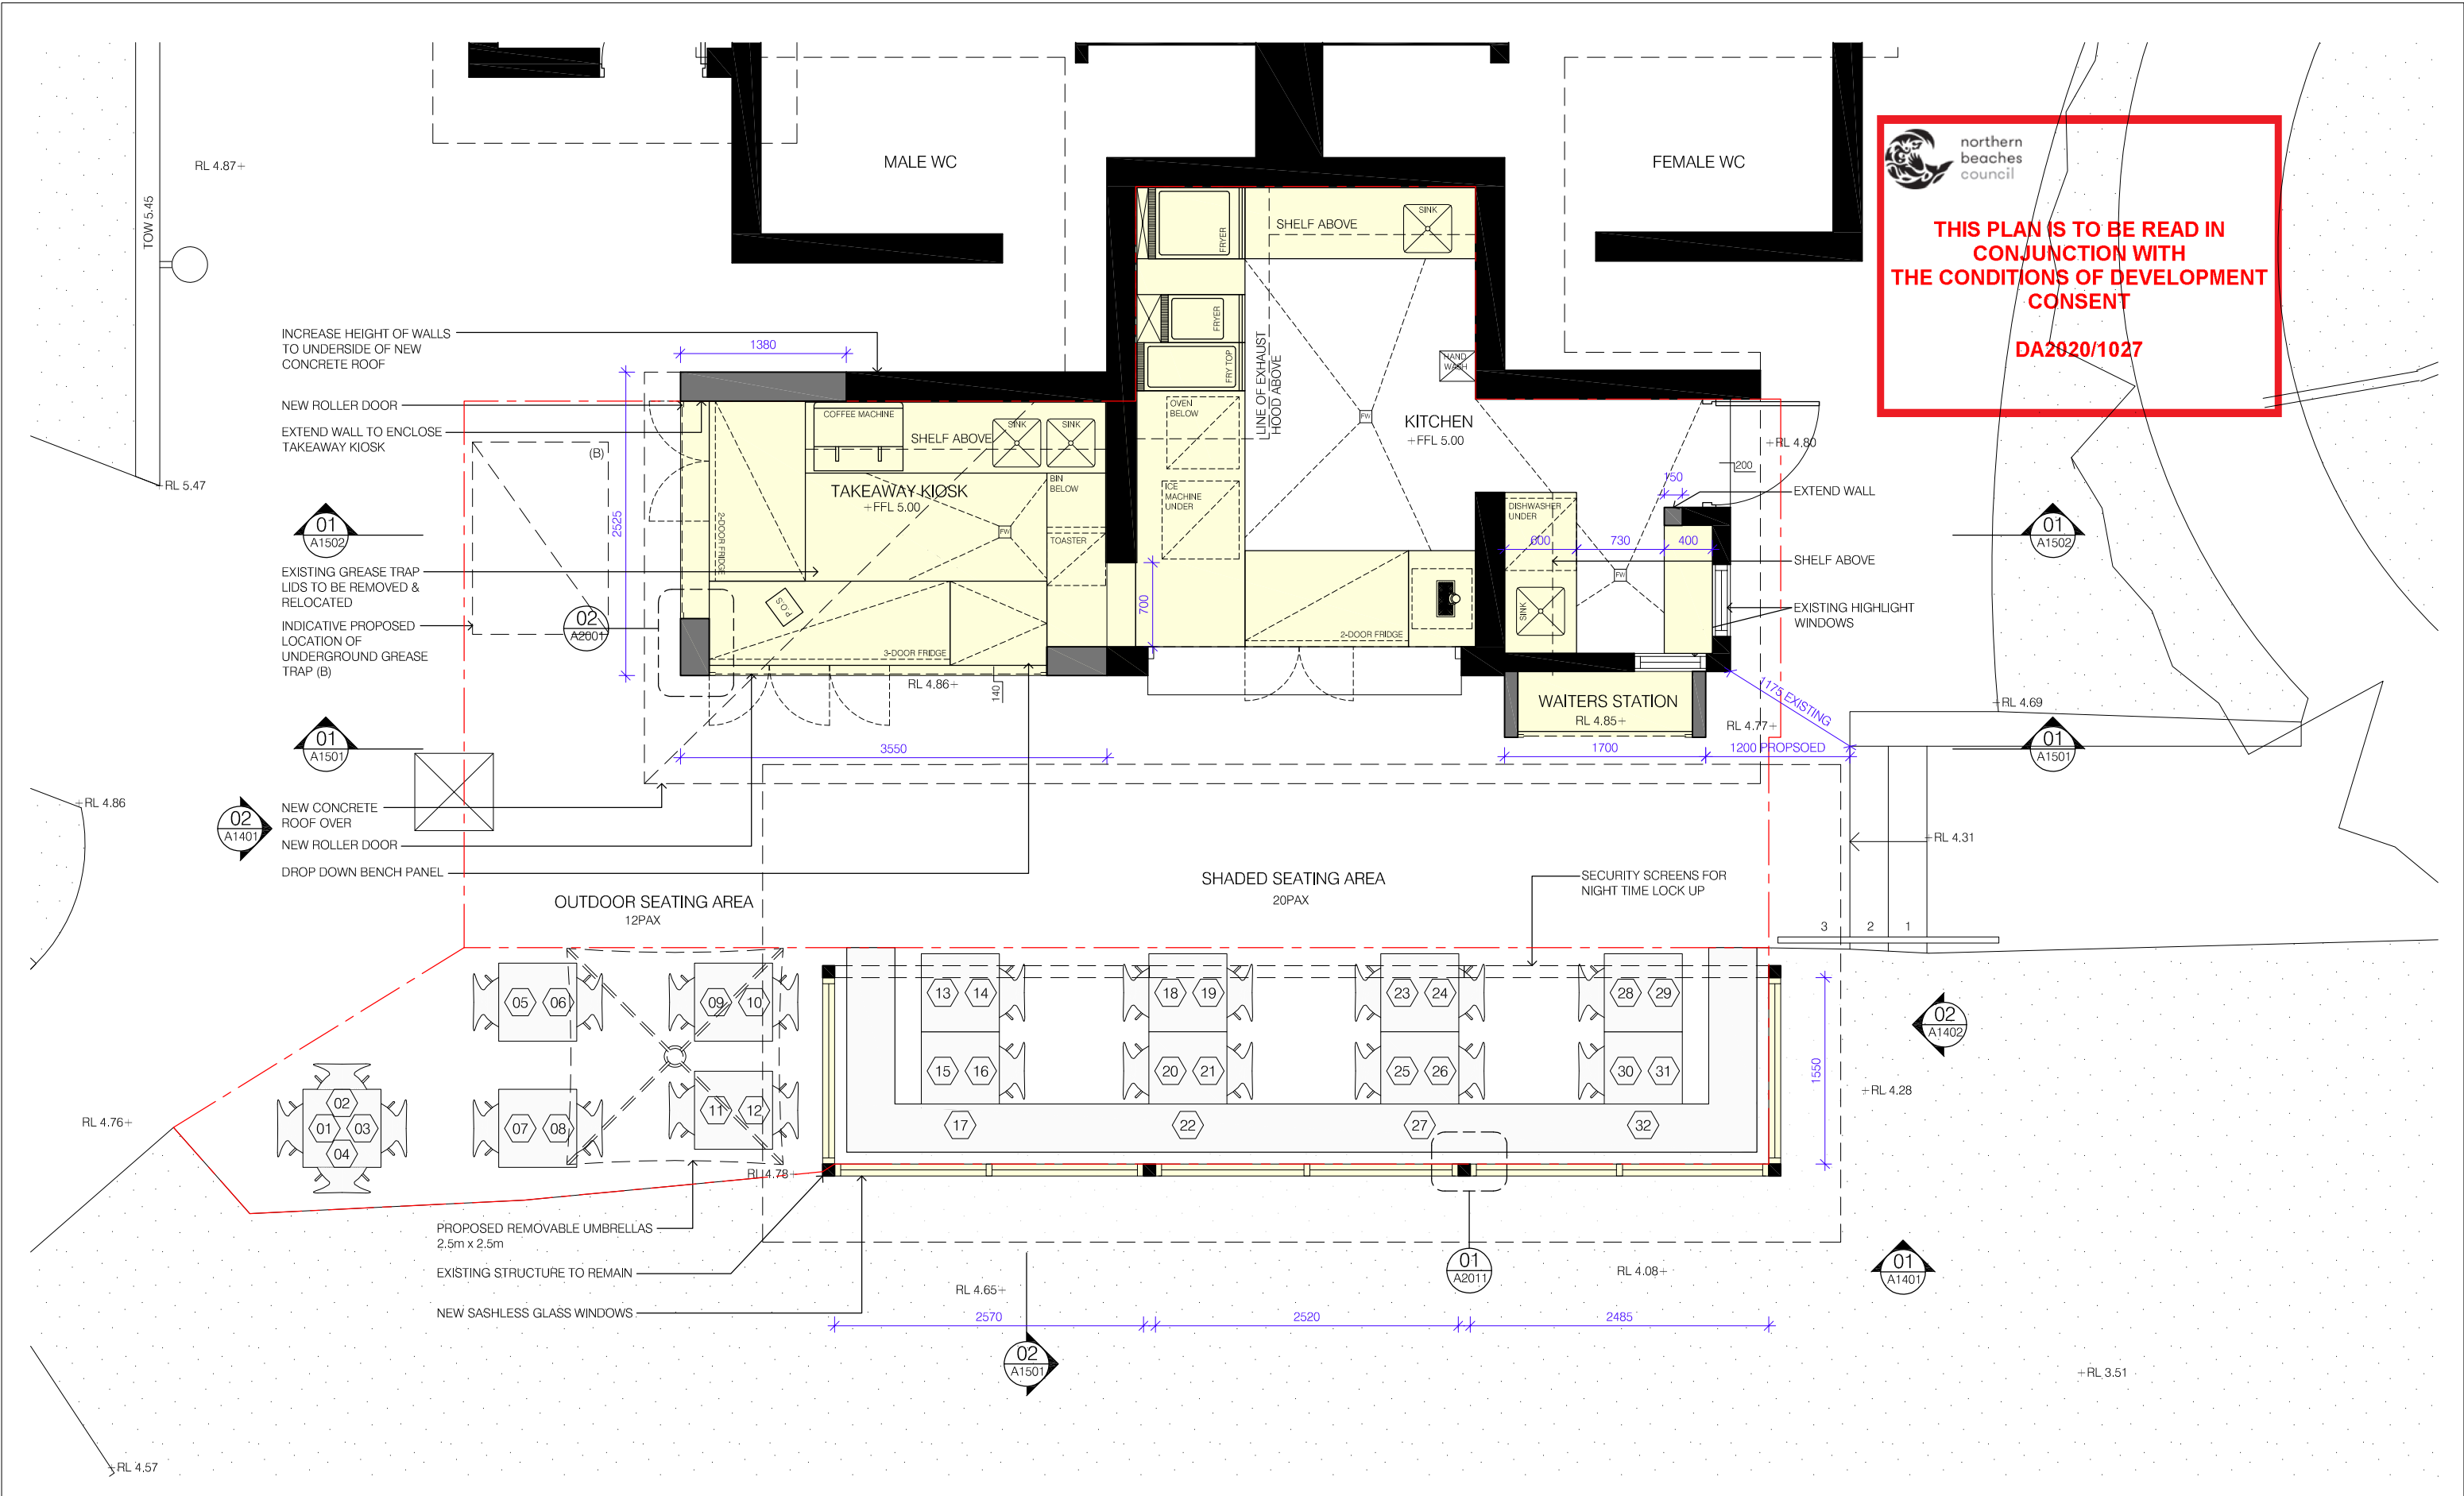 MALE WC
FEMALE WC
northern
beaches
council
THIS PLAN IS TO BE READ IN
CONJUNCTION WITH
THE CONDITIONS OF DEVELOPMENT
CONSENT
DA2020/1027
RL 4.87
TOW 5.45
RL 5.47
INCREASE HEIGHT OF WALLS
TO UNDERSIDE OF NEW
CONCRETE ROOF
NEW ROLLER DOOR
EXTEND WALL TO ENCLOSE
TAKEAWAY KIOSK
01
A1502
EXISTING GREASE TRAP
LIDS TO BE REMOVED &
RELOCATED
INDICATIVE PROPOSED
LOCATION OF
UNDERGROUND GREASE
TRAP (B)
(B)
02
A2001
01
A1501
1380
2525
COFFEE MACHINE
SHELF ABOVE
SINK
SINK
TAKEAWAY KIOSK
+FFL 5.00
BIN
BELOW
FW
TOASTER
2-DOOR FRIDGE
P.O.S
3-DOOR FRIDGE
RL 4.86
140
3550
700
FRYER
FRYER
FRY TOP
SHELF ABOVE
SINK
LINE OF EXHAUST
HOOD ABOVE
OVEN
BELOW
ICE
MACHINE
UNDER
HAND
WASH
FW
KITCHEN
+FFL 5.00
2-DOOR FRIDGE
DISHWASHER
UNDER
600
730
400
FW
SINK
150
200
RL 4.80
EXTEND WALL
SHELF ABOVE
EXISTING HIGHLIGHT
WINDOWS
WAITERS STATION
RL 4.85
RL 4.77
1175 EXISTING
1700
1200 PROPSOED
01
A1502
RL 4.69
01
A1501
RL 4.31
3
2
1
RL 4.86
02
A1401
NEW CONCRETE
ROOF OVER
NEW ROLLER DOOR
DROP DOWN BENCH PANEL
OUTDOOR SEATING AREA
12PAX
SHADED SEATING AREA
20PAX
SECURITY SCREENS FOR
NIGHT TIME LOCK UP
05
06
09
10
13
14
18
19
23
24
28
29
02
01
03
04
07
08
11
12
15
16
20
21
25
26
30
31
17
22
27
32
1550
02
A1402
RL 4.28
RL 4.76
RL 4.78
PROPOSED REMOVABLE UMBRELLAS
2.5m x 2.5m
EXISTING STRUCTURE TO REMAIN
NEW SASHLESS GLASS WINDOWS
RL 4.65
01
A2011
RL 4.08
01
A1401
2570
2520
2485
02
A1501
RL 3.51
RL 4.57